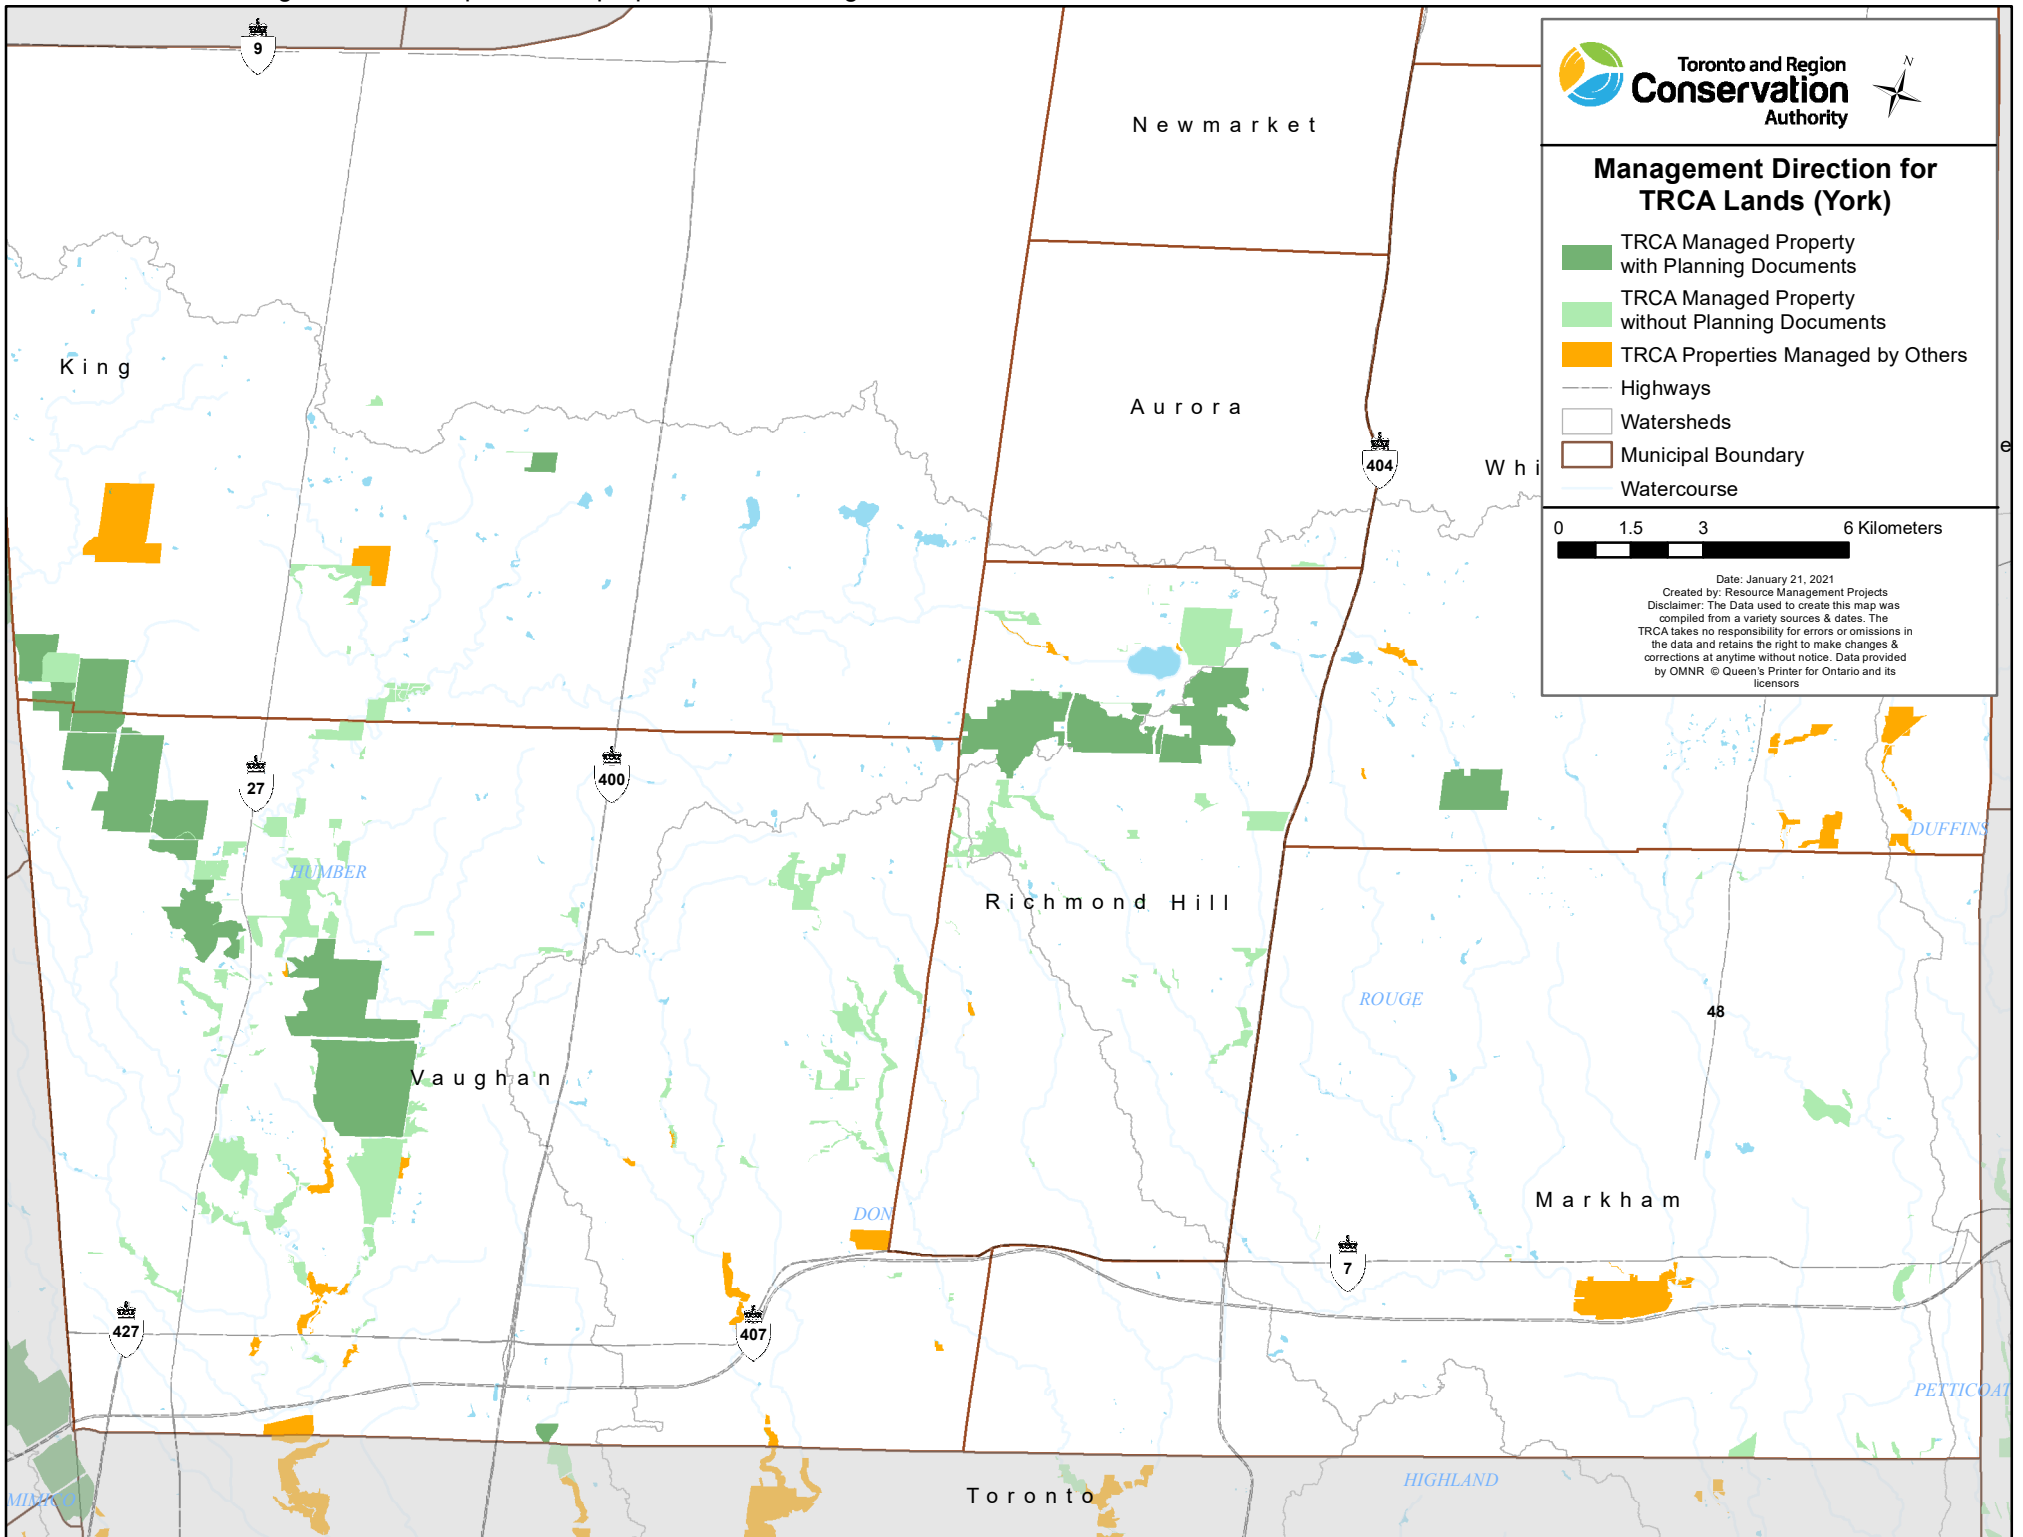 9
Newmarket
Toronto and Region
Conservation
Authority
N
Management Direction for
TRCA Lands (York)
TRCA Managed Property
with Planning Documents
TRCA Managed Property
without Planning Documents
TRCA Properties Managed by Others
Highways
Watersheds
Municipal Boundary
Watercourse
0 1.5 3 6 Kilometers
Date: January 21, 2021
Created by: Resource Management Projects
Disclaimer: The Data used to create this map was
compiled from a variety sources & dates. The
TRCA takes no responsibility for errors or omissions in
the data and retains the right to make changes &
corrections at anytime without notice. Data provided
by OMNR © Queen's Printer for Ontario and its
licensors
King
Aurora
404
Whi
e
27
400
HUMBER
DUFFINS
Richmond Hill
ROUGE
48
Vaughan
Markham
DON
7
427
407
PETTICOAT
HIGHLAND
MIMICO
Toronto